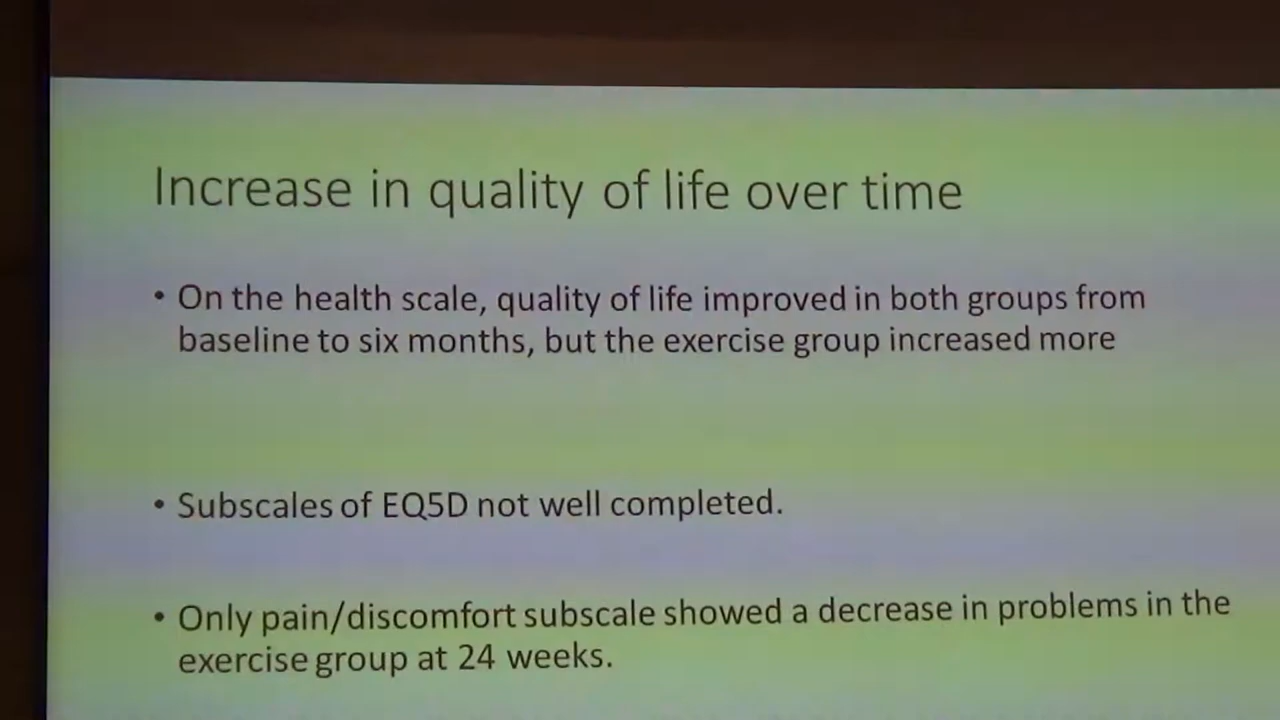 Increase in quality of life over time
• On the health scale, quality of life improved in both groups from
baseline to six months, but the exercise group increased more
• Subscales of EQ5D not well completed.
• Only pain/discomfort subscale showed a decrease in problems in the
exercise group at 24 weeks.